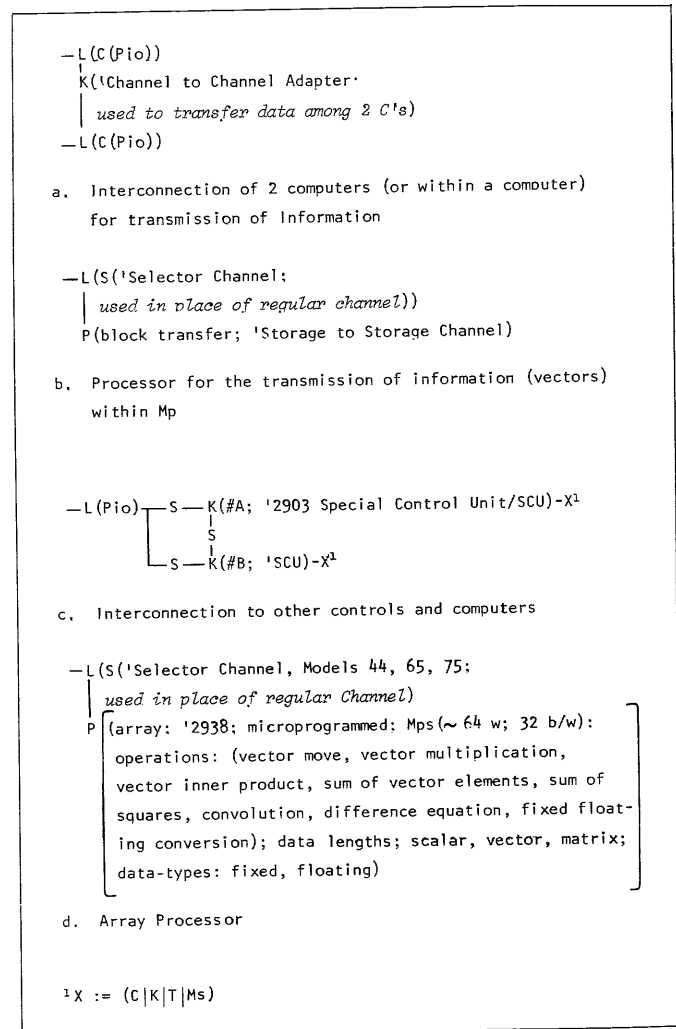 —L(C(Pio))
K('Channel to Channel Adapter·
used to transfer data among 2 C's)
—L(C(Pio))
a. Interconnection of 2 computers (or within a computer)
for transmission of Information
—L(S('Selector Channel;
used in place of regular channel))
P(block transfer; 'Storage to Storage Channel)
b. Processor for the transmission of information (vectors)
within Mp
—L(Pio)—S—K(#A; '2903 Special Control Unit/SCU)-X¹
S
S—K(#B; 'SCU)-X¹
c. Interconnection to other controls and computers
—L(S('Selector Channel, Models 44, 65, 75;
used in place of regular Channel)
P (array: '2938; microprogrammed; Mps(~ 64 w; 32 b/w):
operations: (vector move, vector multiplication,
vector inner product, sum of vector elements, sum of
squares, convolution, difference equation, fixed float-
ing conversion); data lengths; scalar, vector, matrix;
data-types: fixed, floating)
d. Array Processor
¹X := (C|K|T|Ms)